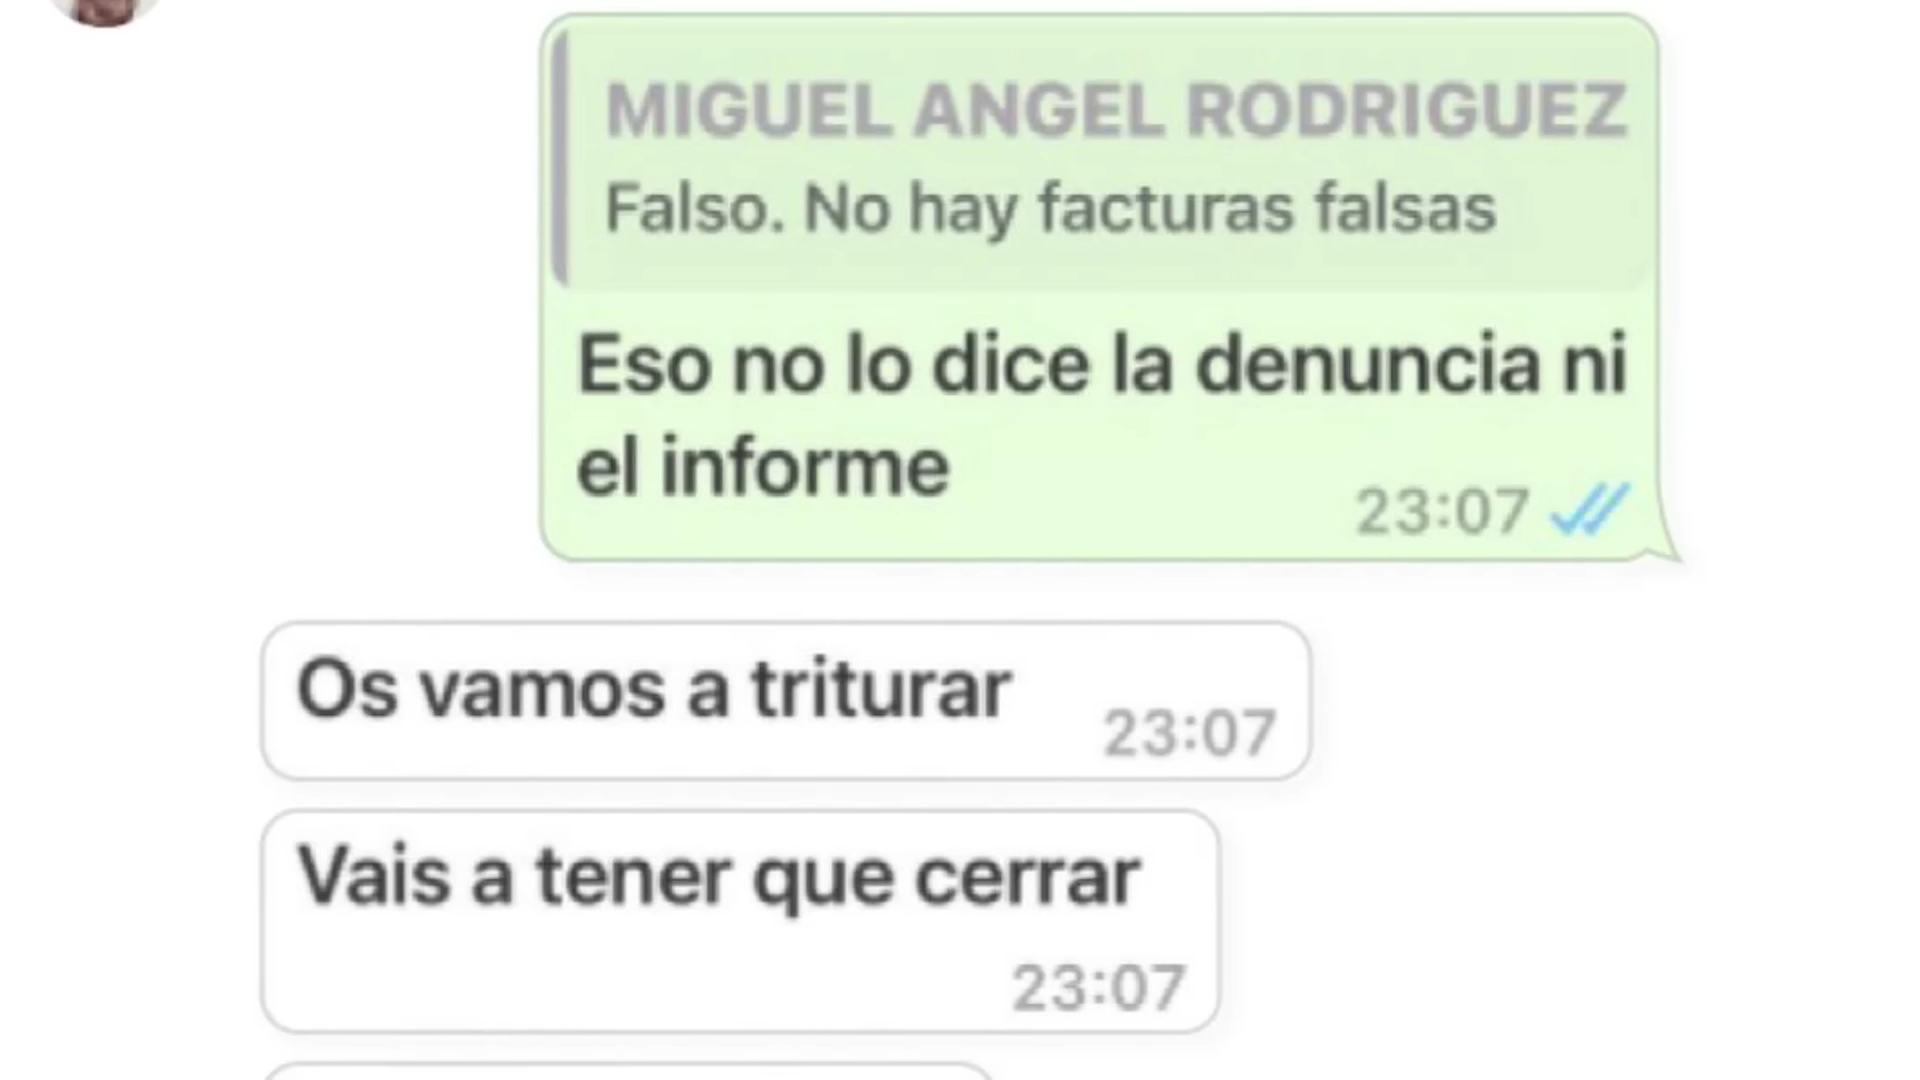 MIGUEL ANGEL RODRIGUEZ
Falso. No hay facturas falsas
Eso no lo dice la denuncia ni
el informe
23:07
Os vamos a triturar
23:07
Vais a tener que cerrar
23:07